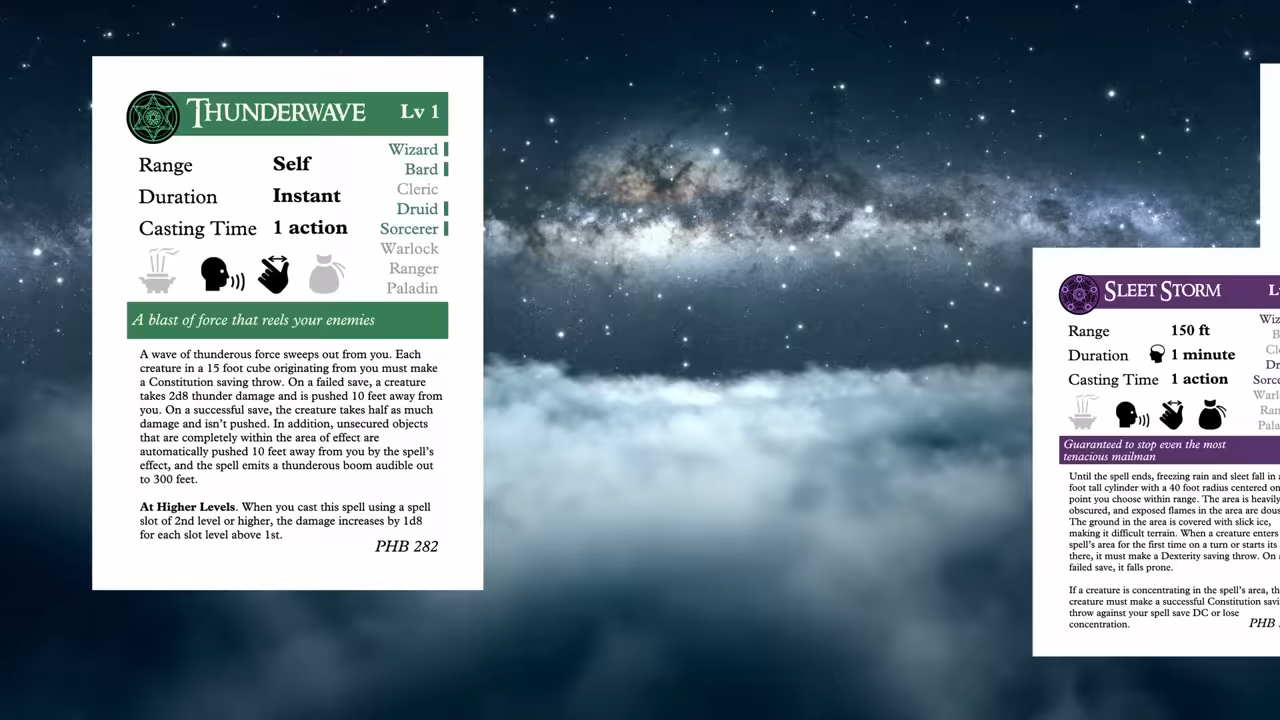 THUNDERWAVE Lv 1
Range Self
Duration Instant
Casting Time 1 action
Wizard
Bard
Cleric
Druid
Sorcerer
Warlock
Ranger
Paladin
A blast of force that reels your enemies
A wave of thunderous force sweeps out from you. Each
creature in a 15 foot cube originating from you must make
a Constitution saving throw. On a failed save, a creature
takes 2d8 thunder damage and is pushed 10 feet away from
you. On a successful save, the creature takes half as much
damage and isn't pushed. In addition, unsecured objects
that are completely within the area of effect are
automatically pushed 10 feet away from you by the spell's
effect, and the spell emits a thunderous boom audible out
to 300 feet.
At Higher Levels. When you cast this spell using a spell
slot of 2nd level or higher, the damage increases by 1d8
for each slot level above 1st.
PHB 282
SLEET STORM
Range 150 ft
Duration 1 minute
Casting Time 1 action
Guaranteed to stop even the most
tenacious mailman
Until the spell ends, freezing rain and sleet fall in
foot tall cylinder with a 40 foot radius centered on
point you choose within range. The area is heavily
obscured, and exposed flames in the area are
The ground in the area is covered with slick ice,
making it difficult terrain. When a creature enters
spell's area for the first time on a turn or starts its
there, it must make a Dexterity saving throw. On
failed save, it falls prone.
If a creature is concentrating in the spell's area,
creature must make a successful Constitution
throw against your spell save DC or lose
concentration.
PHB